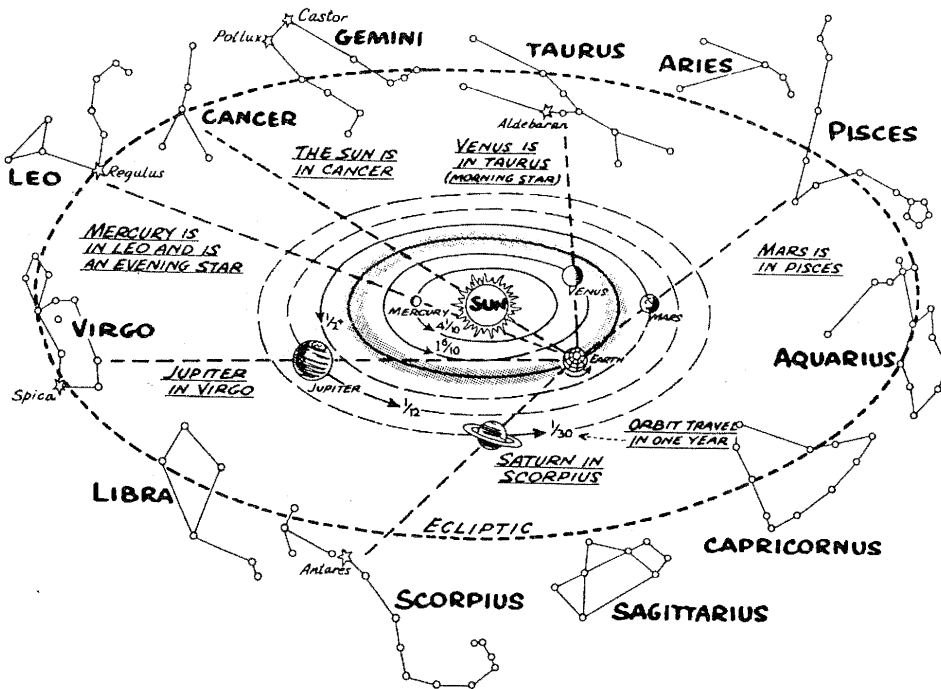 Castor
Pollux
GEMINI
TAURUS
ARIES
CANCER
Aldebaran
PISCES
THE SUN IS
IN CANCER
VENUS IS
IN TAURUS
(MORNING STAR)
LEO
Regulus
MERCURY IS
IN LEO AND IS
AN EVENING STAR
MARS IS
IN PISCES
VENUS
SUN
MERCURY
MARS
4 1/10
1 6/10
VIRGO
EARTH
AQUARIUS
JUPITER
IN VIRGO
JUPITER
Spica
1/12
1/30
ORBIT TRAVEL
IN ONE YEAR
SATURN IN
SCORPIUS
LIBRA
ECLIPTIC
CAPRICORNUS
Antares
SCORPIUS
SAGITTARIUS